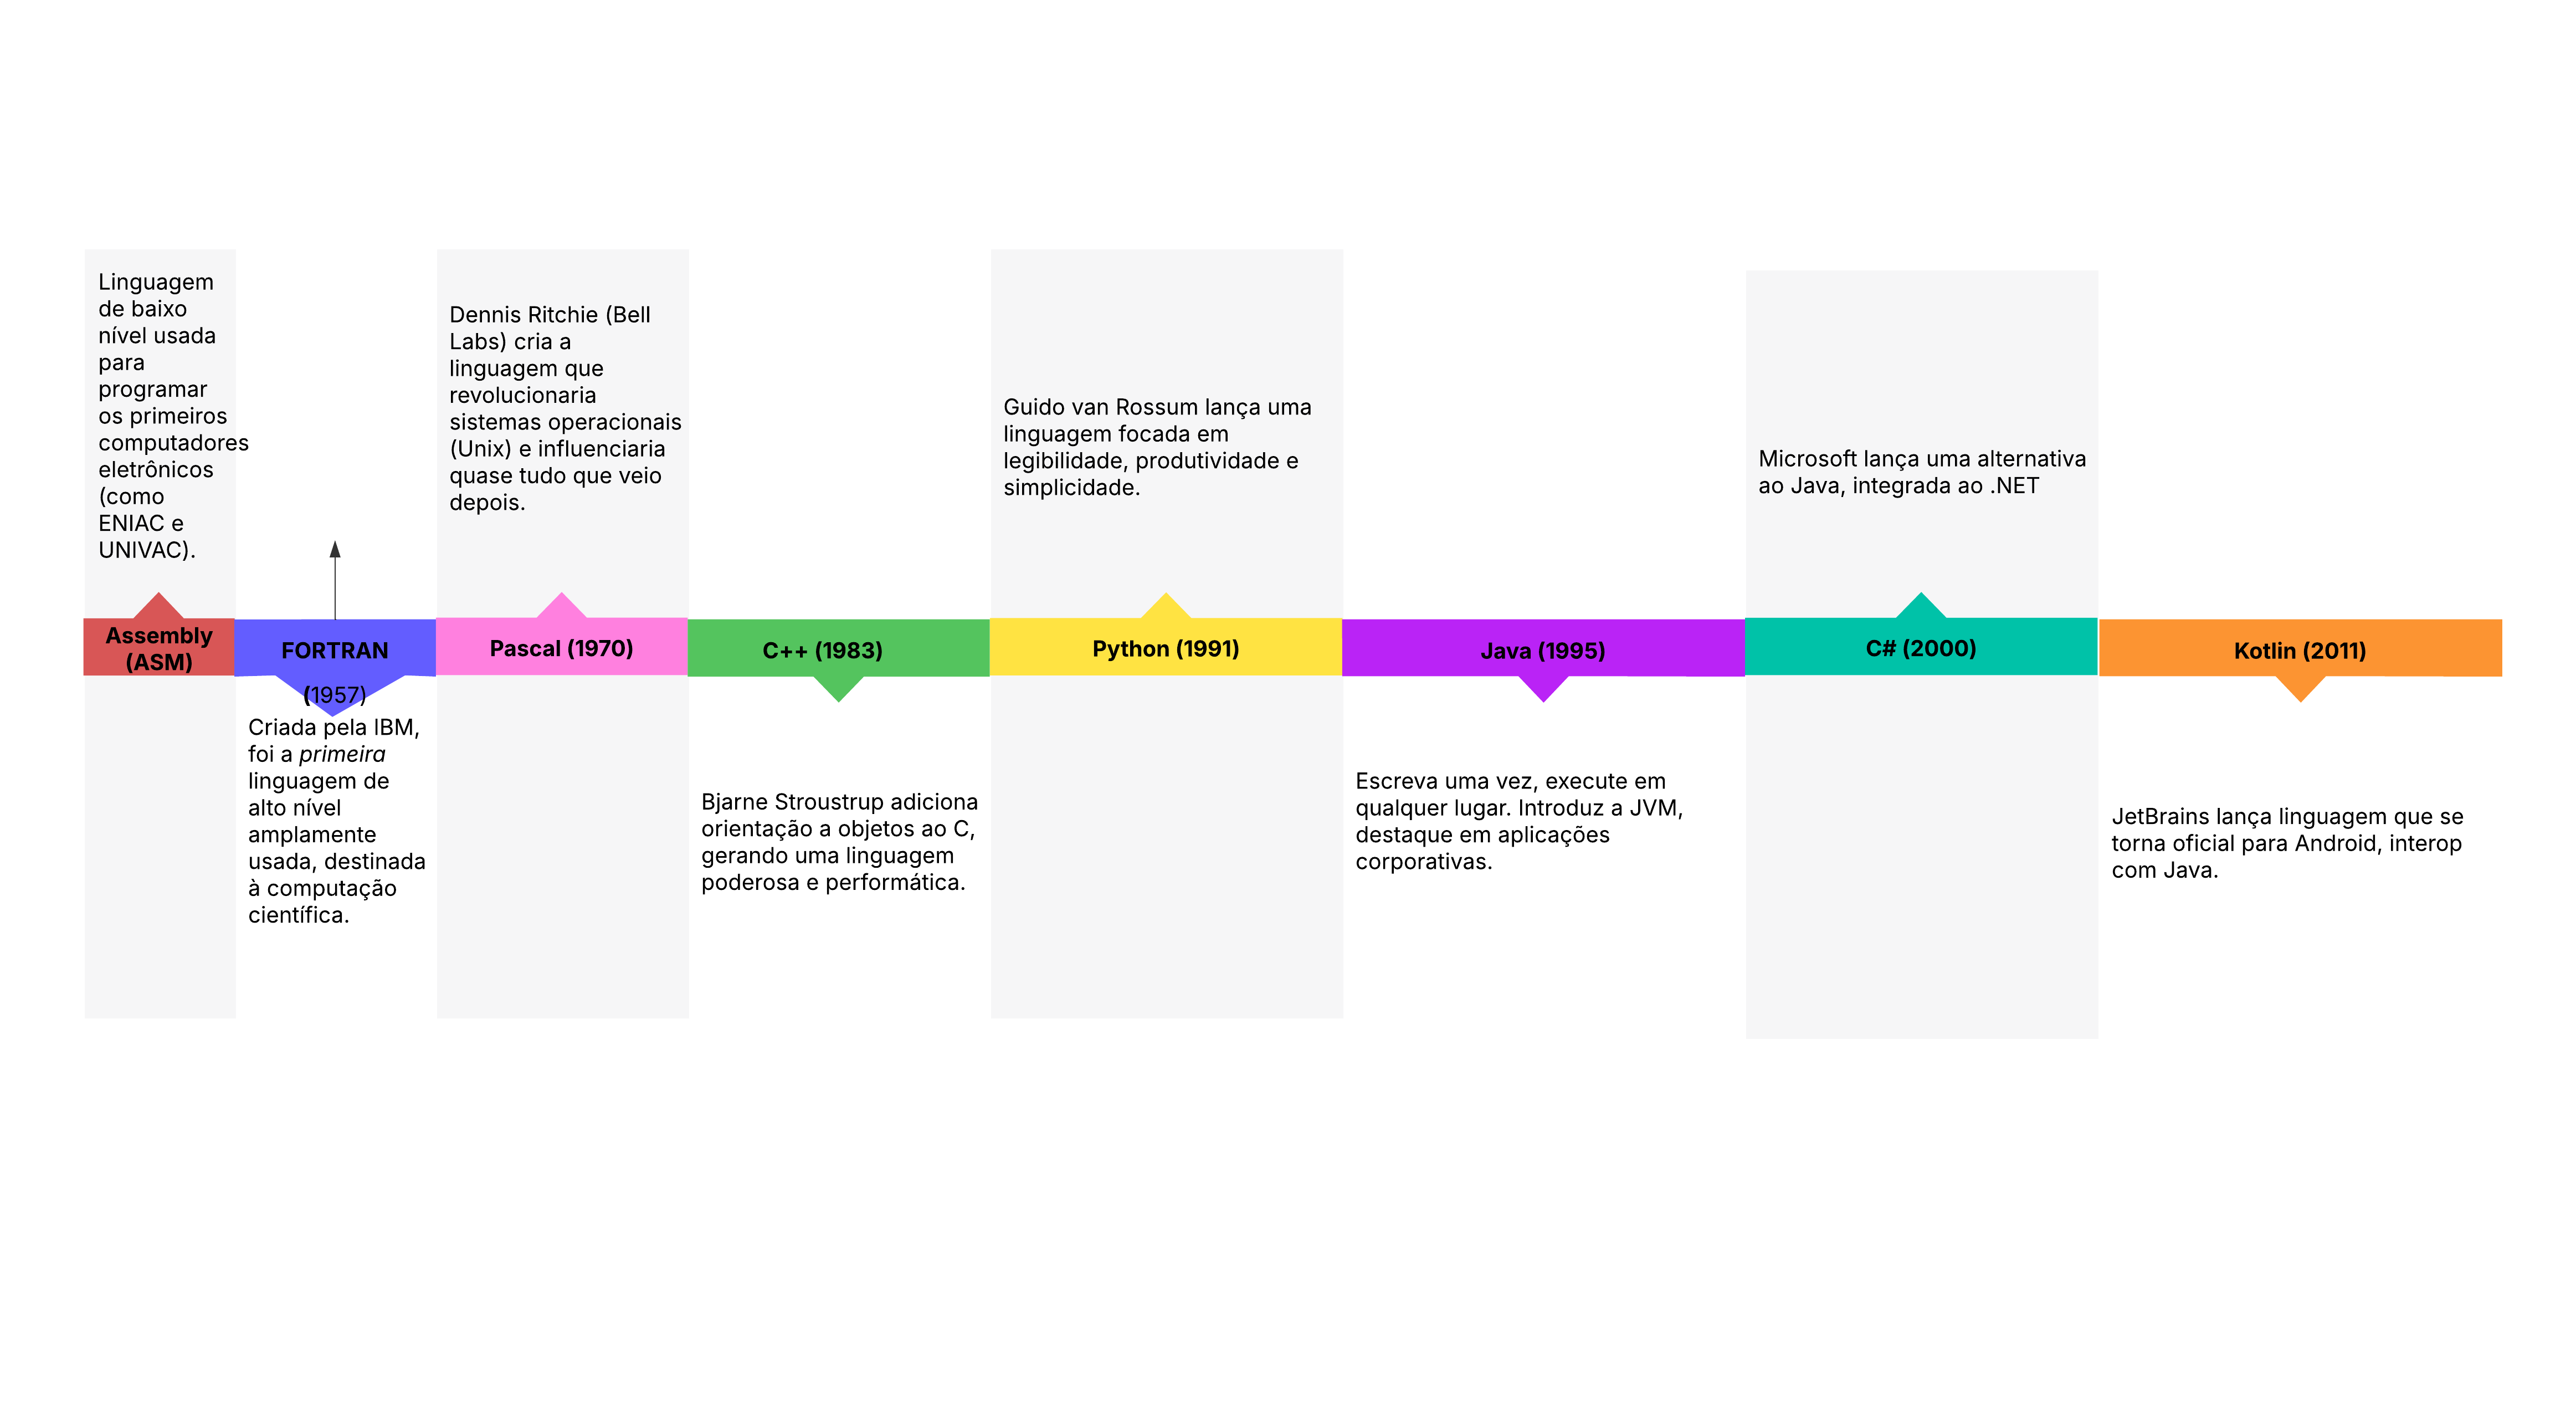 Linguagem
de baixo
nível usada
para
programar
os primeiros
computadores
eletrônicos
(como
ENIAC e
UNIVAC).
Assembly
(ASM)
FORTRAN
(1957)
Criada pela IBM,
foi a primeira
linguagem de
alto nível
amplamente
usada, destinada
à computação
científica.
Dennis Ritchie (Bell
Labs) cria a
linguagem que
revolucionaria
sistemas operacionais
(Unix) e influenciaria
quase tudo que veio
depois.
Pascal (1970)
C++ (1983)
Bjarne Stroustrup adiciona
orientação a objetos ao C,
gerando uma linguagem
poderosa e performática.
Guido van Rossum lança uma
linguagem focada em
legibilidade, produtividade e
simplicidade.
Python (1991)
Java (1995)
Escreva uma vez, execute em
qualquer lugar. Introduz a JVM,
destaque em aplicações
corporativas.
Microsoft lança uma alternativa
ao Java, integrada ao .NET
C# (2000)
Kotlin (2011)
JetBrains lança linguagem que se
torna oficial para Android, interop
com Java.